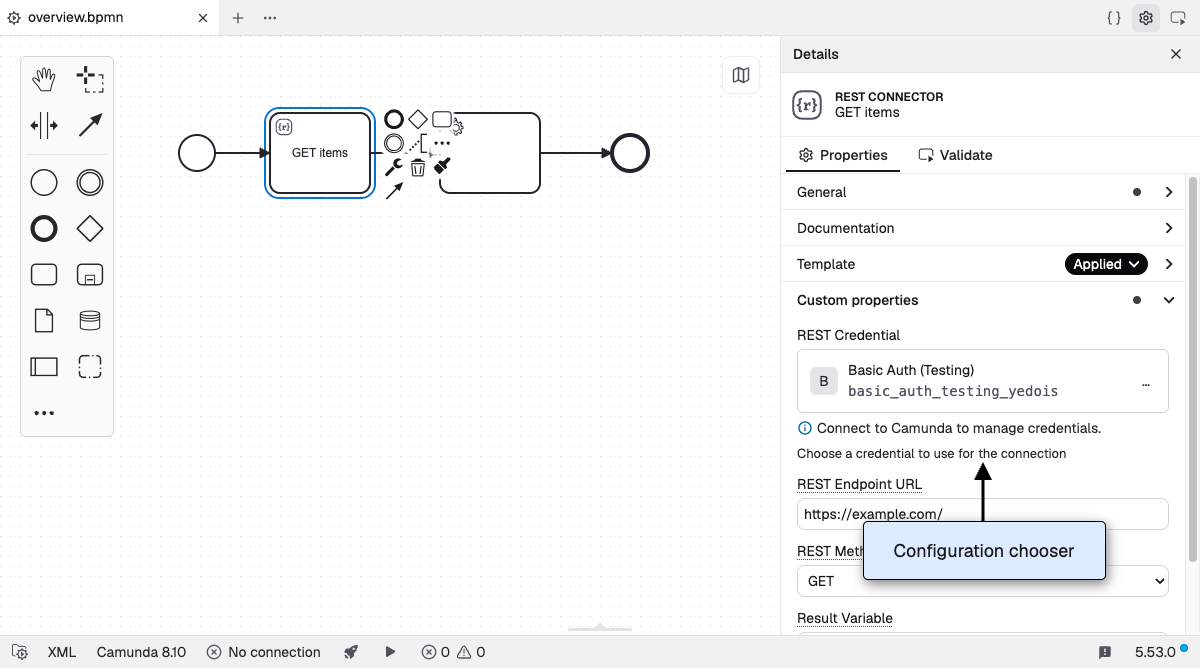 overview.bpmn
Details
REST CONNECTOR
GET items
{r}
{r}
GET items
Properties
Validate
General
Documentation
Template
Applied
Custom properties
REST Credential
B
Basic Auth (Testing)
basic_auth_testing_yedois
Connect to Camunda to manage credentials.
Choose a credential to use for the connection
REST Endpoint URL
https://example.com/
Configuration chooser
REST Meth
GET
Result Variable
XML
Camunda 8.10
No connection
0
0
5.53.0